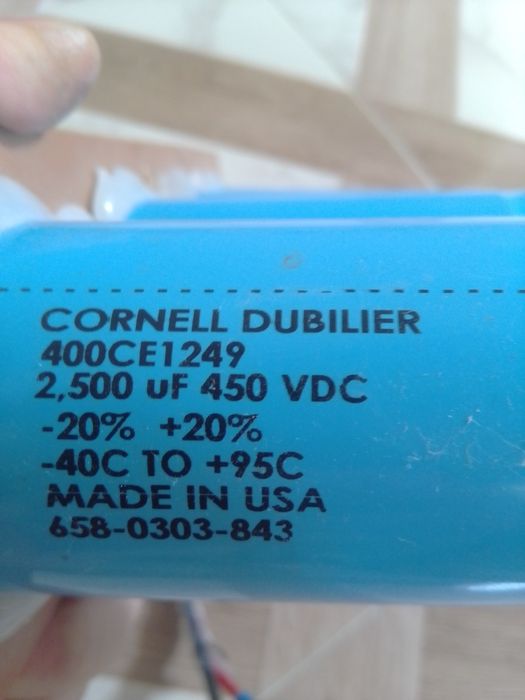 CORNELL DUBILIER
400CE1249
2,500 uF 450 VDC
-20% +20%
-40C TO +95C
MADE IN USA
658-0303-843